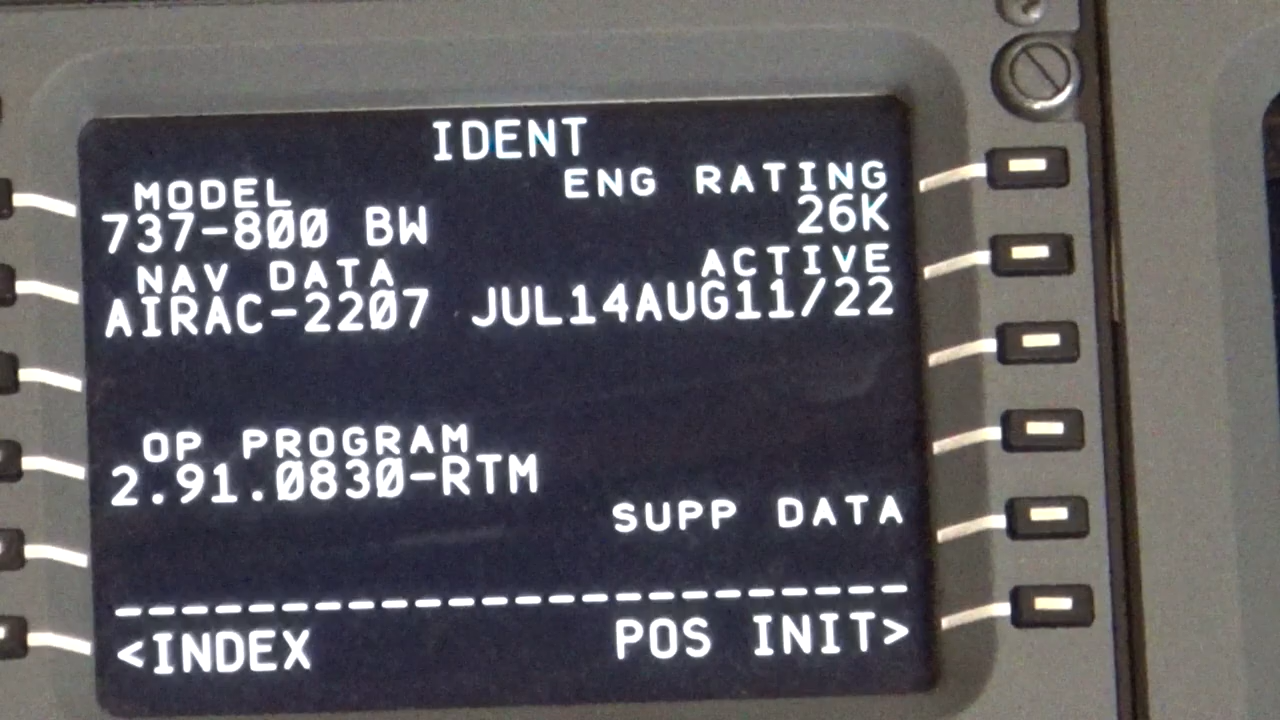 IDENT
MODEL ENG RATING
737-800 BW 26K
NAV DATA ACTIVE
AIRAC-2207 JUL14AUG11/22
OP PROGRAM
2.91.0830-RTM
SUPP DATA
------------------------
<INDEX POS INIT>